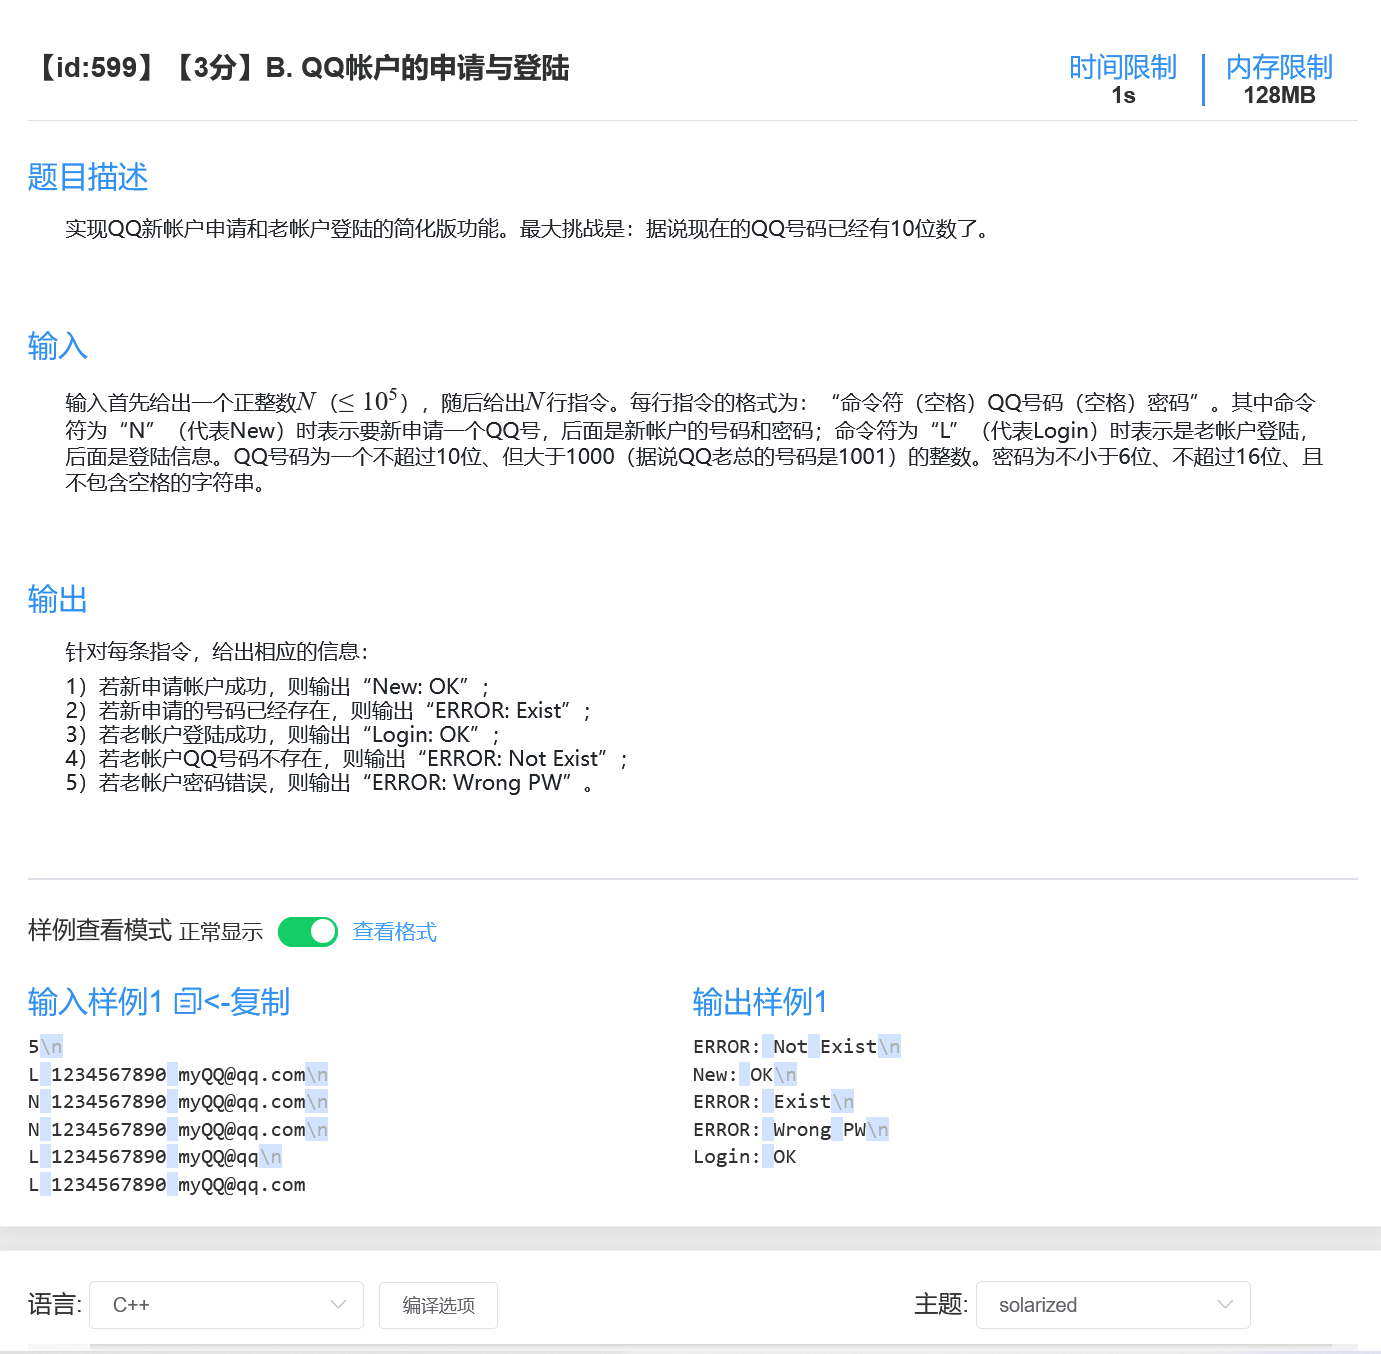 【id:599】【3分】B. QQ帐户的申请与登陆
时间限制
1s
内存限制
128MB
题目描述
实现QQ新帐户申请和老帐户登陆的简化版功能。最大挑战是：据说现在的QQ号码已经有10位数了。
输入
输入首先给出一个正整数N（≤ 10^5），随后给出N行指令。每行指令的格式为：“命令符（空格）QQ号码（空格）密码”。其中命令
符为“N”（代表New）时表示要新申请一个QQ号，后面是新帐户的号码和密码；命令符为“L”（代表Login）时表示是老帐户登陆，
后面是登陆信息。QQ号码为一个不超过10位、但大于1000（据说QQ老总的号码是1001）的整数。密码为不小于6位、不超过16位、且
不包含空格的字符串。
输出
针对每条指令，给出相应的信息：
1）若新申请帐户成功，则输出“New: OK”；
2）若新申请的号码已经存在，则输出“ERROR: Exist”；
3）若老帐户登陆成功，则输出“Login: OK”；
4）若老帐户QQ号码不存在，则输出“ERROR: Not Exist”；
5）若老帐户密码错误，则输出“ERROR: Wrong PW”。
样例查看模式 正常显示 查看格式
输入样例1 <-复制
5\n
L 1234567890 myQQ@qq.com\n
N 1234567890 myQQ@qq.com\n
N 1234567890 myQQ@qq.com\n
L 1234567890 myQQ@qq\n
L 1234567890 myQQ@qq.com
输出样例1
ERROR: Not Exist\n
New: OK\n
ERROR: Exist\n
ERROR: Wrong PW\n
Login: OK
语言: C++ 编译选项
主题: solarized